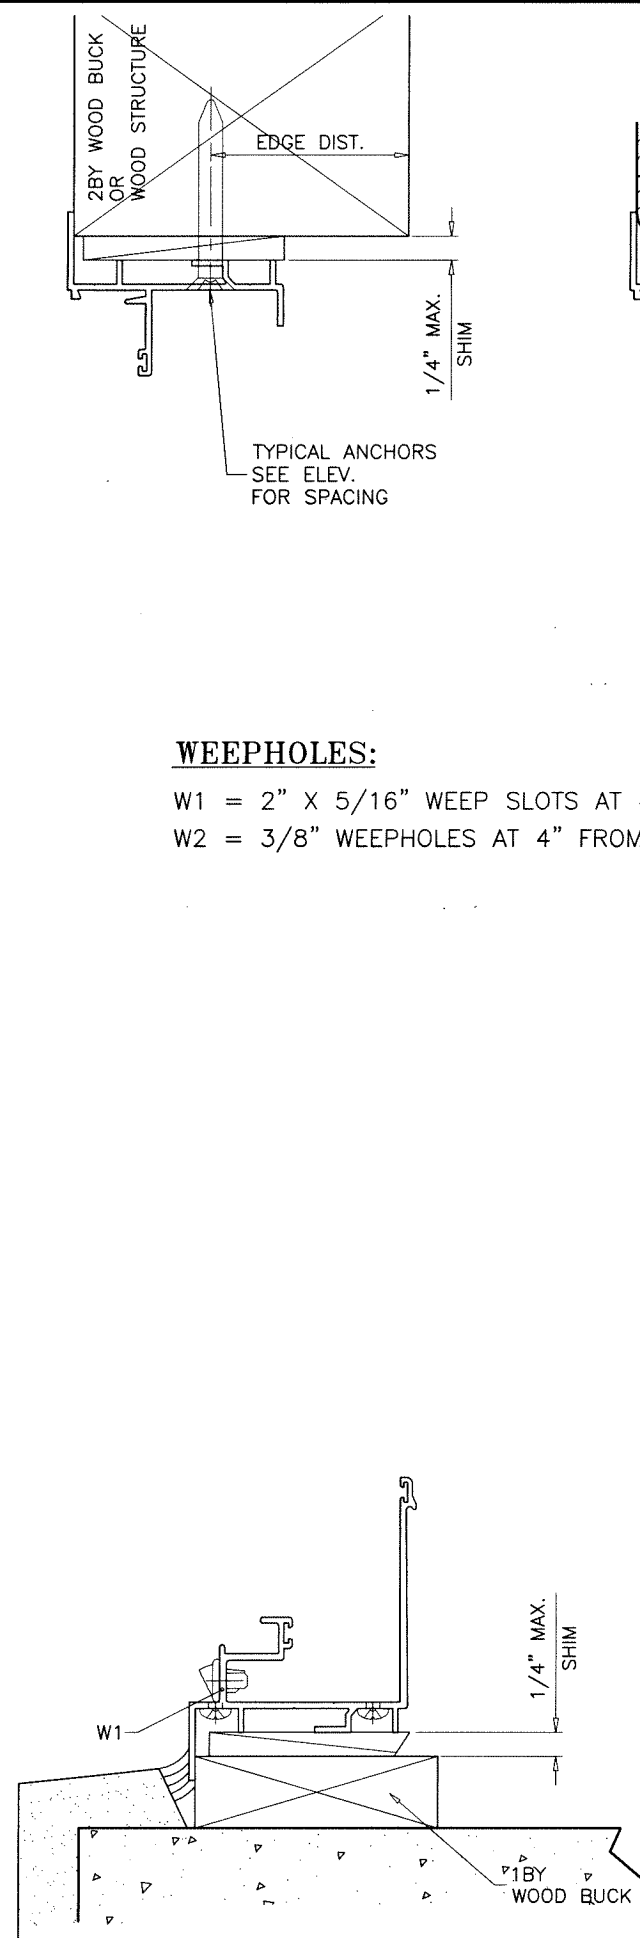 2BY WOOD BUCK
OR
WOOD STRUCTURE
EDGE DIST.
1/4" MAX.
SHIM
TYPICAL ANCHORS
SEE ELEV.
FOR SPACING
WEEPHOLES:
W1 = 2" X 5/16" WEEP SLOTS AT
W2 = 3/8" WEEPHOLES AT 4" FROM
1/4" MAX.
SHIM
W1
1BY
WOOD BUCK